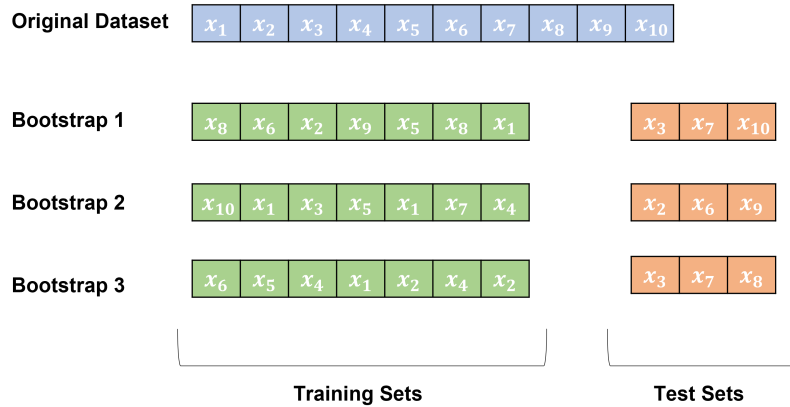 Original Dataset x₁ x₂ x₃ x₄ x₅ x₆ x₇ x₈ x₉ x₁₀
Bootstrap 1 x₈ x₆ x₂ x₉ x₅ x₈ x₁ x₃ x₇ x₁₀
Bootstrap 2 x₁₀ x₁ x₃ x₅ x₁ x₇ x₄ x₂ x₆ x₉
Bootstrap 3 x₆ x₅ x₄ x₁ x₂ x₄ x₂ x₃ x₇ x₈
Training Sets Test Sets